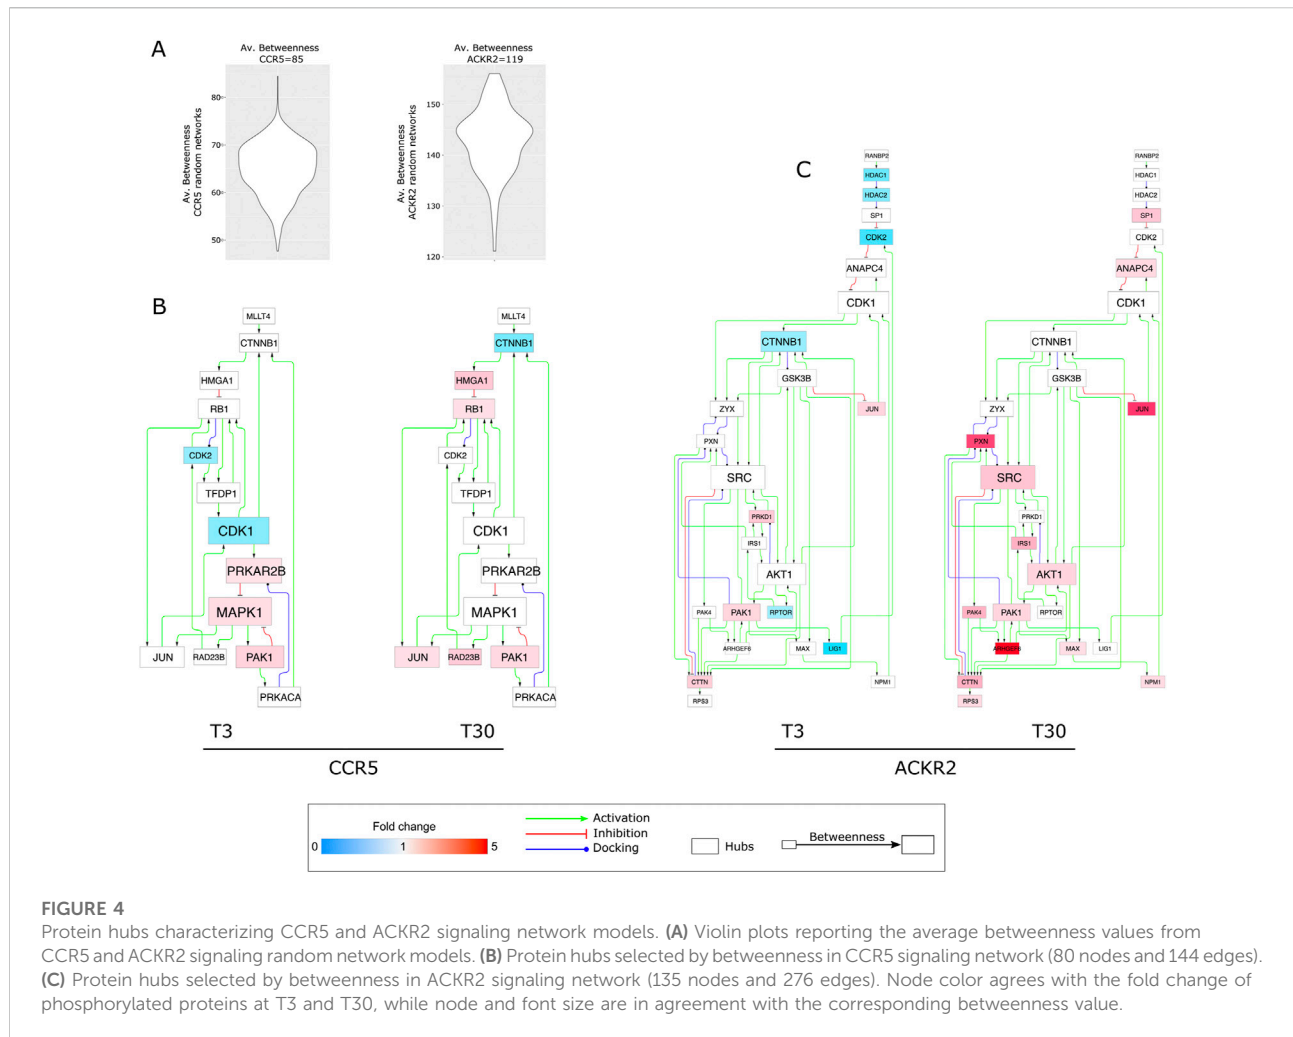 A
Av. Betweenness
CCR5=85
Av. Betweenness
CCR5 random networks
80
70
60
50
Av. Betweenness
ACKR2=119
Av. Betweenness
ACKR2 random networks
150
140
130
120
B
MLLT4
CTNNB1
HMGA1
RB1
CDK2
TFDP1
CDK1
PRKAR2B
MAPK1
JUN
RAD23B
PAK1
PRKACA
T3
MLLT4
CTNNB1
HMGA1
RB1
CDK2
TFDP1
CDK1
PRKAR2B
MAPK1
JUN
RAD23B
PAK1
PRKACA
T30
CCR5
C
RANBP2
HDAC1
HDAC2
SP1
CDK2
ANAPC4
CDK1
CTNNB1
GSK3B
JUN
ZYX
PXN
SRC
PRKD1
IRS1
AKT1
PAK4
PAK1
RPTOR
ARHGEF6
MAX
LIG1
CTTN
NPM1
RPS3
T3
RANBP2
HDAC1
HDAC2
SP1
CDK2
ANAPC4
CDK1
CTNNB1
GSK3B
JUN
ZYX
PXN
SRC
PRKD1
IRS1
AKT1
PAK4
PAK1
RPTOR
ARHGEF6
MAX
LIG1
CTTN
NPM1
RPS3
T30
ACKR2
Fold change
0
1
5
Activation
Inhibition
Docking
Hubs
Betweenness
FIGURE 4
Protein hubs characterizing CCR5 and ACKR2 signaling network models. (A) Violin plots reporting the average betweenness values from
CCR5 and ACKR2 signaling random network models. (B) Protein hubs selected by betweenness in CCR5 signaling network (80 nodes and 144 edges).
(C) Protein hubs selected by betweenness in ACKR2 signaling network (135 nodes and 276 edges). Node color agrees with the fold change of
phosphorylated proteins at T3 and T30, while node and font size are in agreement with the corresponding betweenness value.